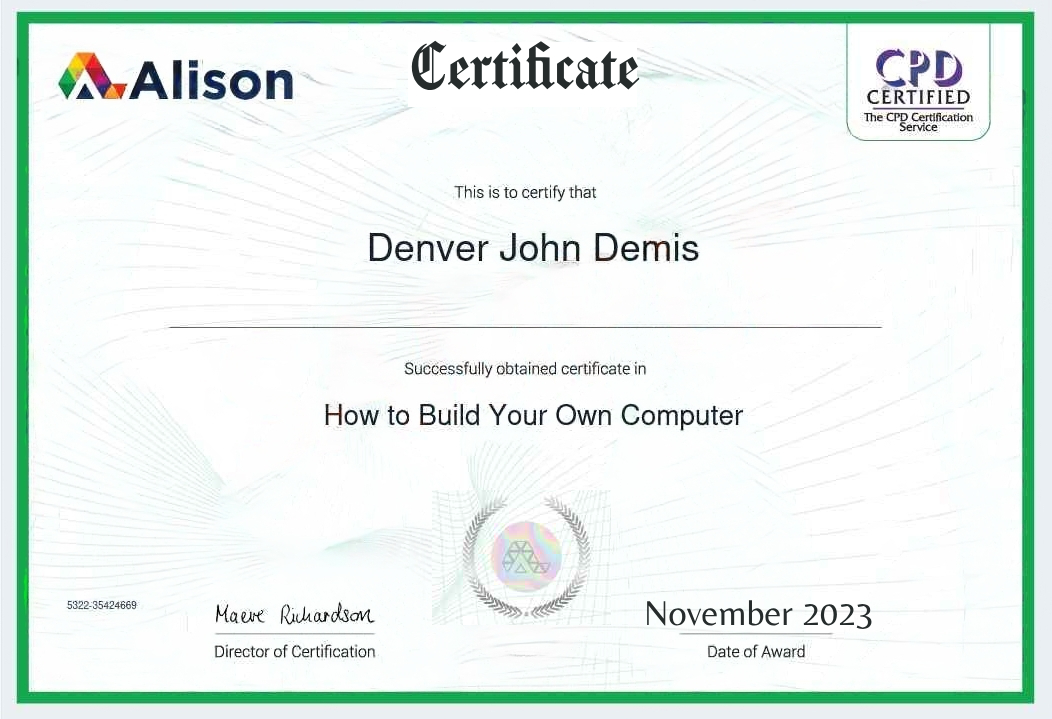 Alison
Certificate
CPD
CERTIFIED
The CPD Certification
Service
This is to certify that
Denver John Demis
Successfully obtained certificate in
How to Build Your Own Computer
5322-35424669
Maeve Richardson
November 2023
Director of Certification
Date of Award